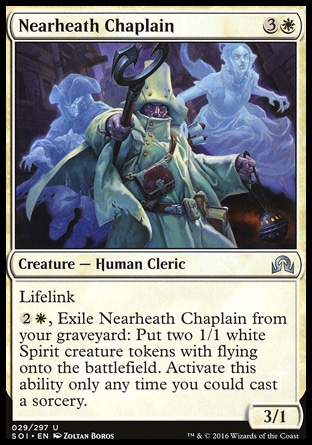 Nearheath Chaplain 3
Creature — Human Cleric
Lifelink
2, Exile Nearheath Chaplain from
your graveyard: Put two 1/1 white
Spirit creature tokens with flying
onto the battlefield. Activate this
ability only any time you could cast
a sorcery.
3/1
029/297 U
SOI • EN Zoltan Boros
™ & © 2016 Wizards of the Coast